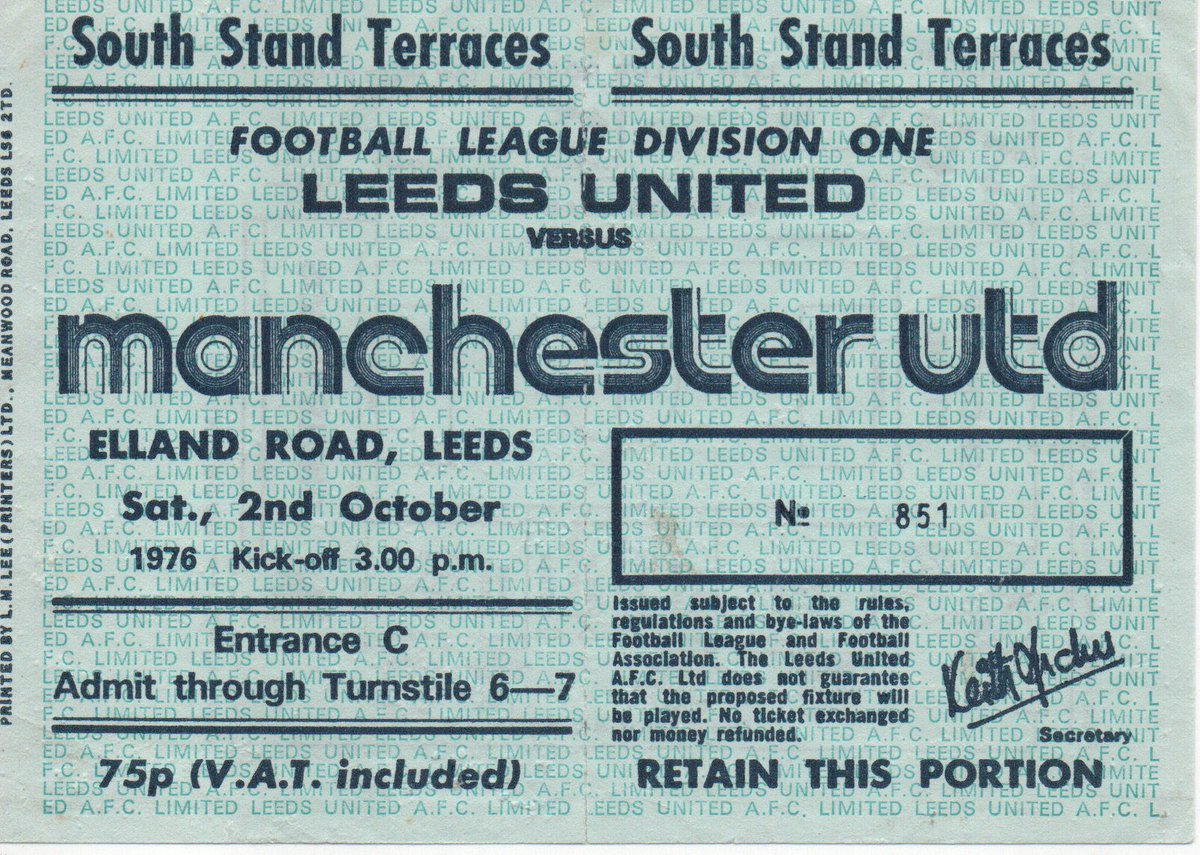 South Stand Terraces
South Stand Terraces
FOOTBALL LEAGUE DIVISION ONE
LEEDS UNITED
VERSUS
manchester utd
ELLAND ROAD, LEEDS
Sat., 2nd October
1976 Kick-off 3.00 p.m.
Entrance C
Admit through Turnstile 6—7
75p (V.A.T. included)
№ 851
Issued subject to the rules,
regulations and bye-laws of the
Football League and Football
Association. The Leeds United
A.F.C. Ltd does not guarantee
that the proposed fixture will
be played. No ticket exchanged
nor money refunded.
Keith Archer
Secretary
RETAIN THIS PORTION
PRINTED BY L.M. LEE (PRINTERS) LTD., MEANWOOD ROAD, LEEDS LS6 2TD.